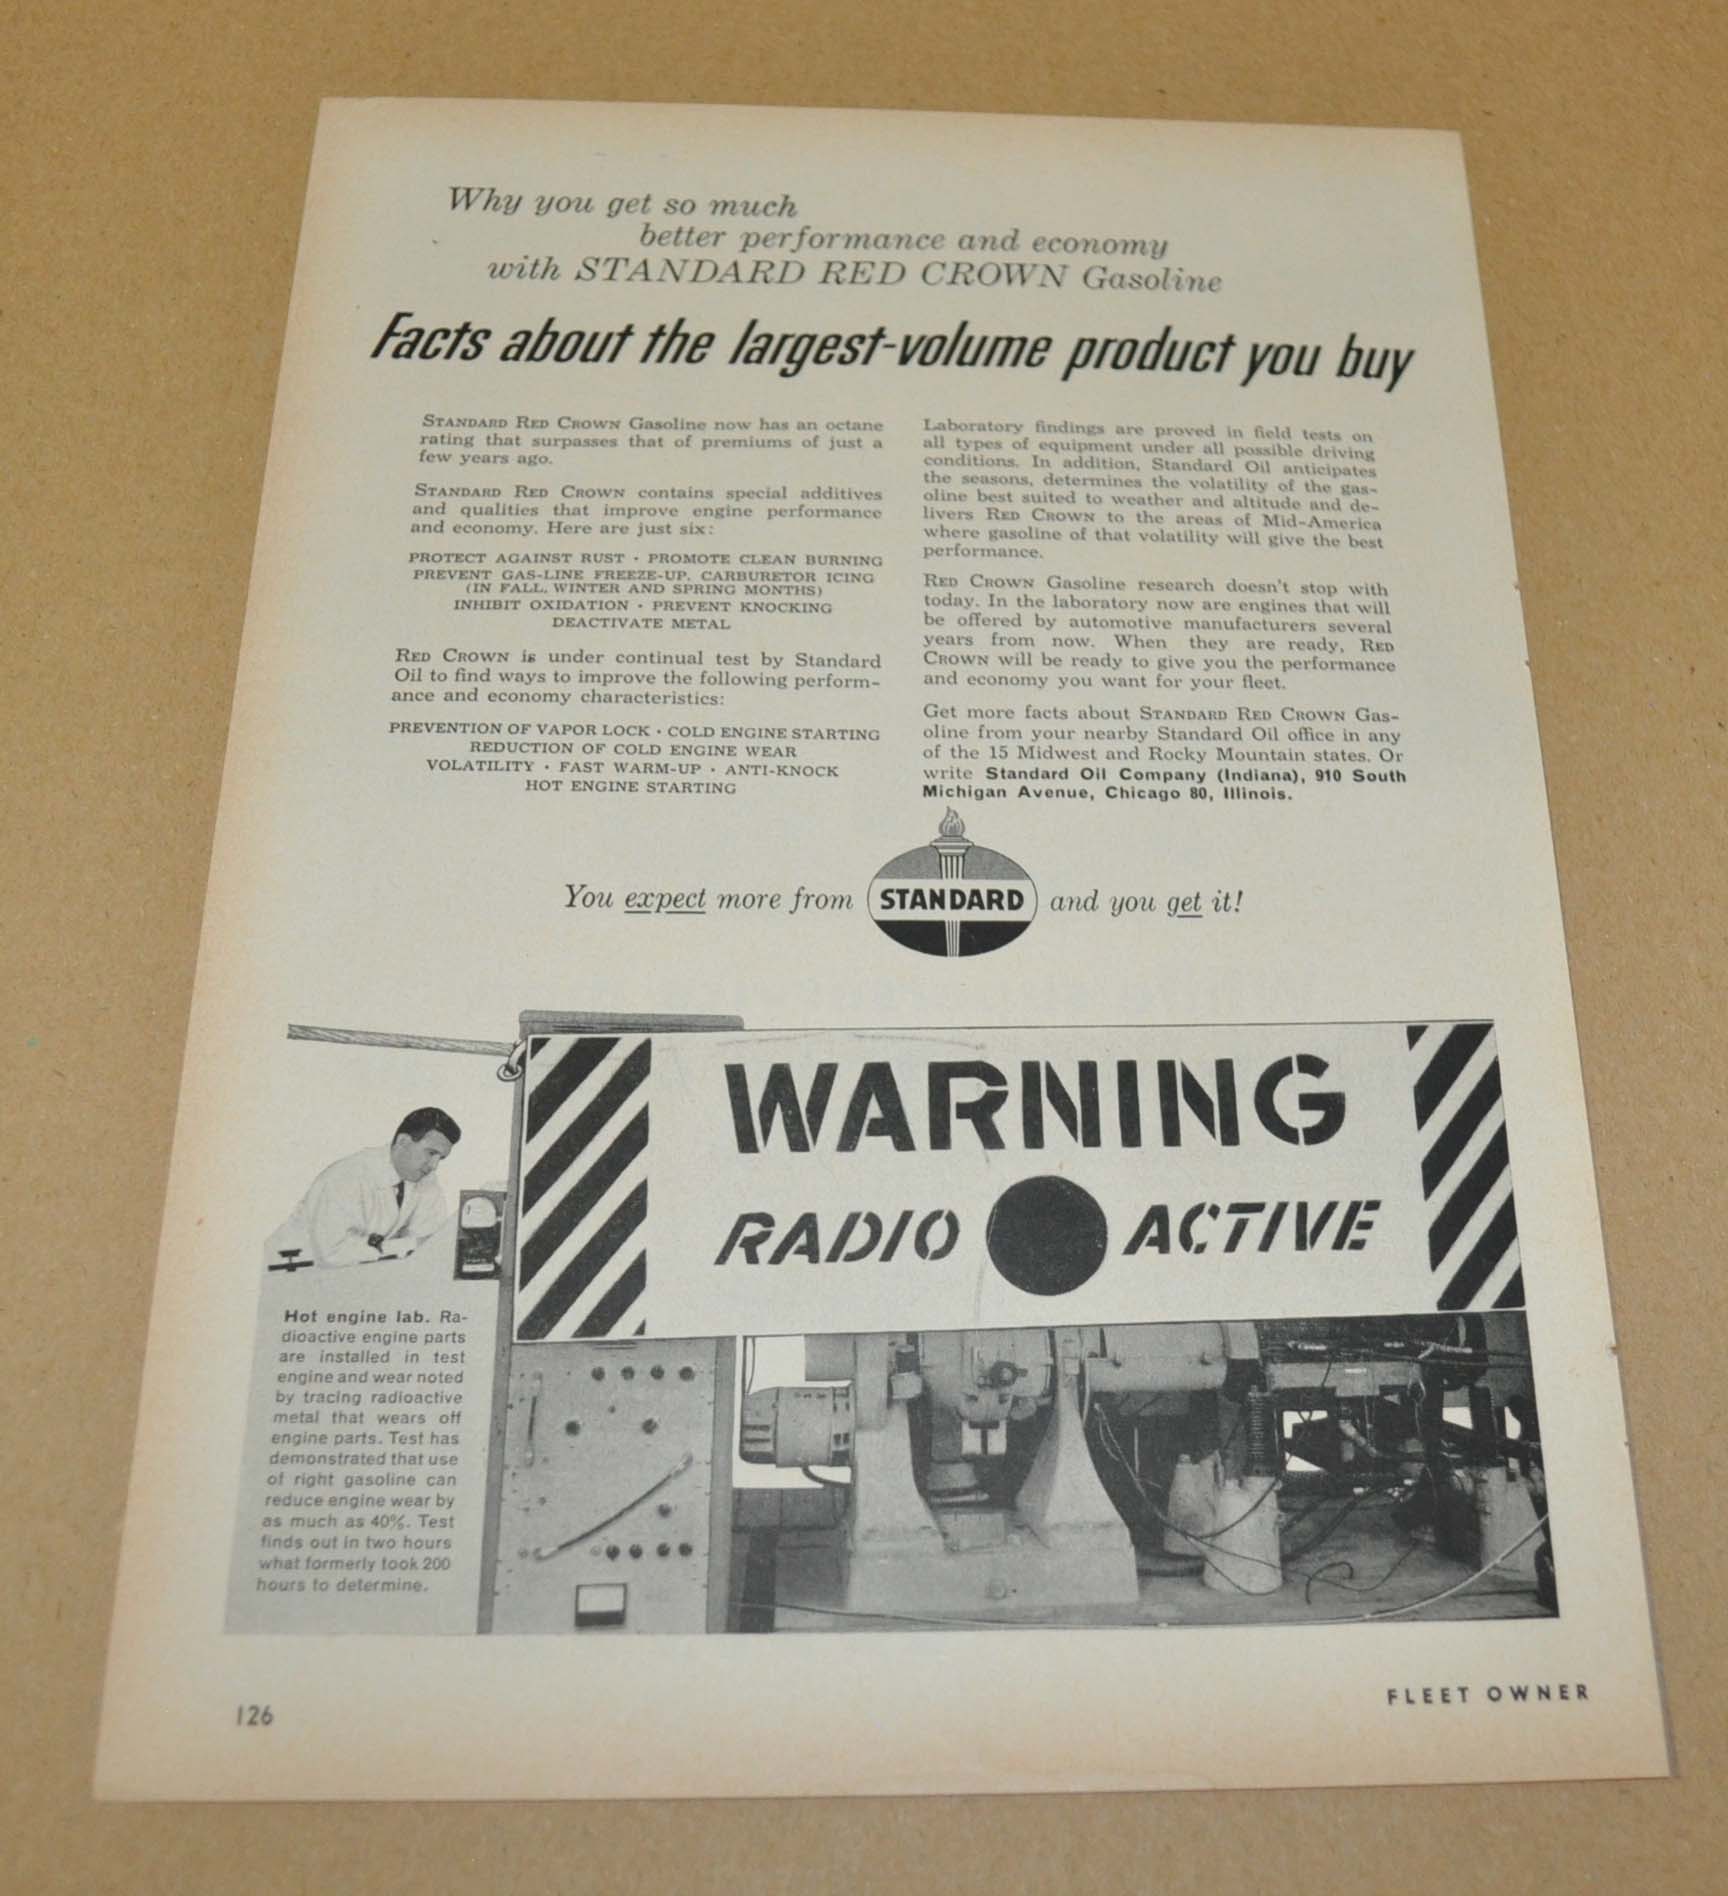 Why you get so much
better performance and economy
with STANDARD RED CROWN Gasoline
Facts about the largest-volume product you buy
STANDARD RED CROWN Gasoline now has an octane
rating that surpasses that of premiums of just a
few years ago.
STANDARD RED CROWN contains special additives
and qualities that improve engine performance
and economy. Here are just six:
PROTECT AGAINST RUST · PROMOTE CLEAN BURNING
PREVENT GAS-LINE FREEZE-UP, CARBURETOR ICING
(IN FALL, WINTER AND SPRING MONTHS)
INHIBIT OXIDATION · PREVENT KNOCKING
DEACTIVATE METAL
RED CROWN is under continual test by Standard
Oil to find ways to improve the following perform-
ance and economy characteristics:
PREVENTION OF VAPOR LOCK · COLD ENGINE STARTING
REDUCTION OF COLD ENGINE WEAR
VOLATILITY · FAST WARM-UP · ANTI-KNOCK
HOT ENGINE STARTING
Laboratory findings are proved in field tests on
all types of equipment under all possible driving
conditions. In addition, Standard Oil anticipates
the seasons, determines the volatility of the gas-
oline best suited to weather and altitude and de-
livers RED CROWN to the areas of Mid-America
where gasoline of that volatility will give the best
performance.
RED CROWN Gasoline research doesn't stop with
today. In the laboratory now are engines that will
be offered by automotive manufacturers several
years from now. When they are ready, RED
CROWN will be ready to give you the performance
and economy you want for your fleet.
Get more facts about STANDARD RED CROWN Gas-
oline from your nearby Standard Oil office in any
of the 15 Midwest and Rocky Mountain states. Or
write Standard Oil Company (Indiana), 910 South
Michigan Avenue, Chicago 80, Illinois.
You expect more from STANDARD and you get it!
WARNING
RADIO ACTIVE
Hot engine lab. Ra-
dioactive engine parts
are installed in test
engine and wear noted
by tracing radioactive
metal that wears off
engine parts. Test has
demonstrated that use
of right gasoline can
reduce engine wear by
as much as 40%. Test
finds out in two hours
what formerly took 200
hours to determine.
126
FLEET OWNER